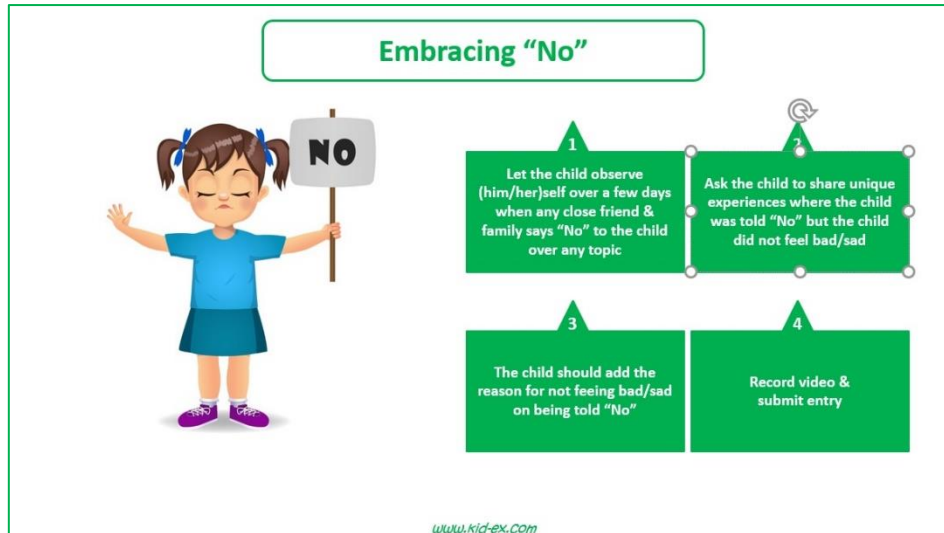 Embracing “No”
NO
1
Let the child observe
(him/her)self over a few days
when any close friend &
family says “No” to the child
over any topic
2
Ask the child to share unique
experiences where the child
was told “No” but the child
did not feel bad/sad
3
The child should add the
reason for not feeing bad/sad
on being told “No”
4
Record video &
submit entry
www.kid-ex.com